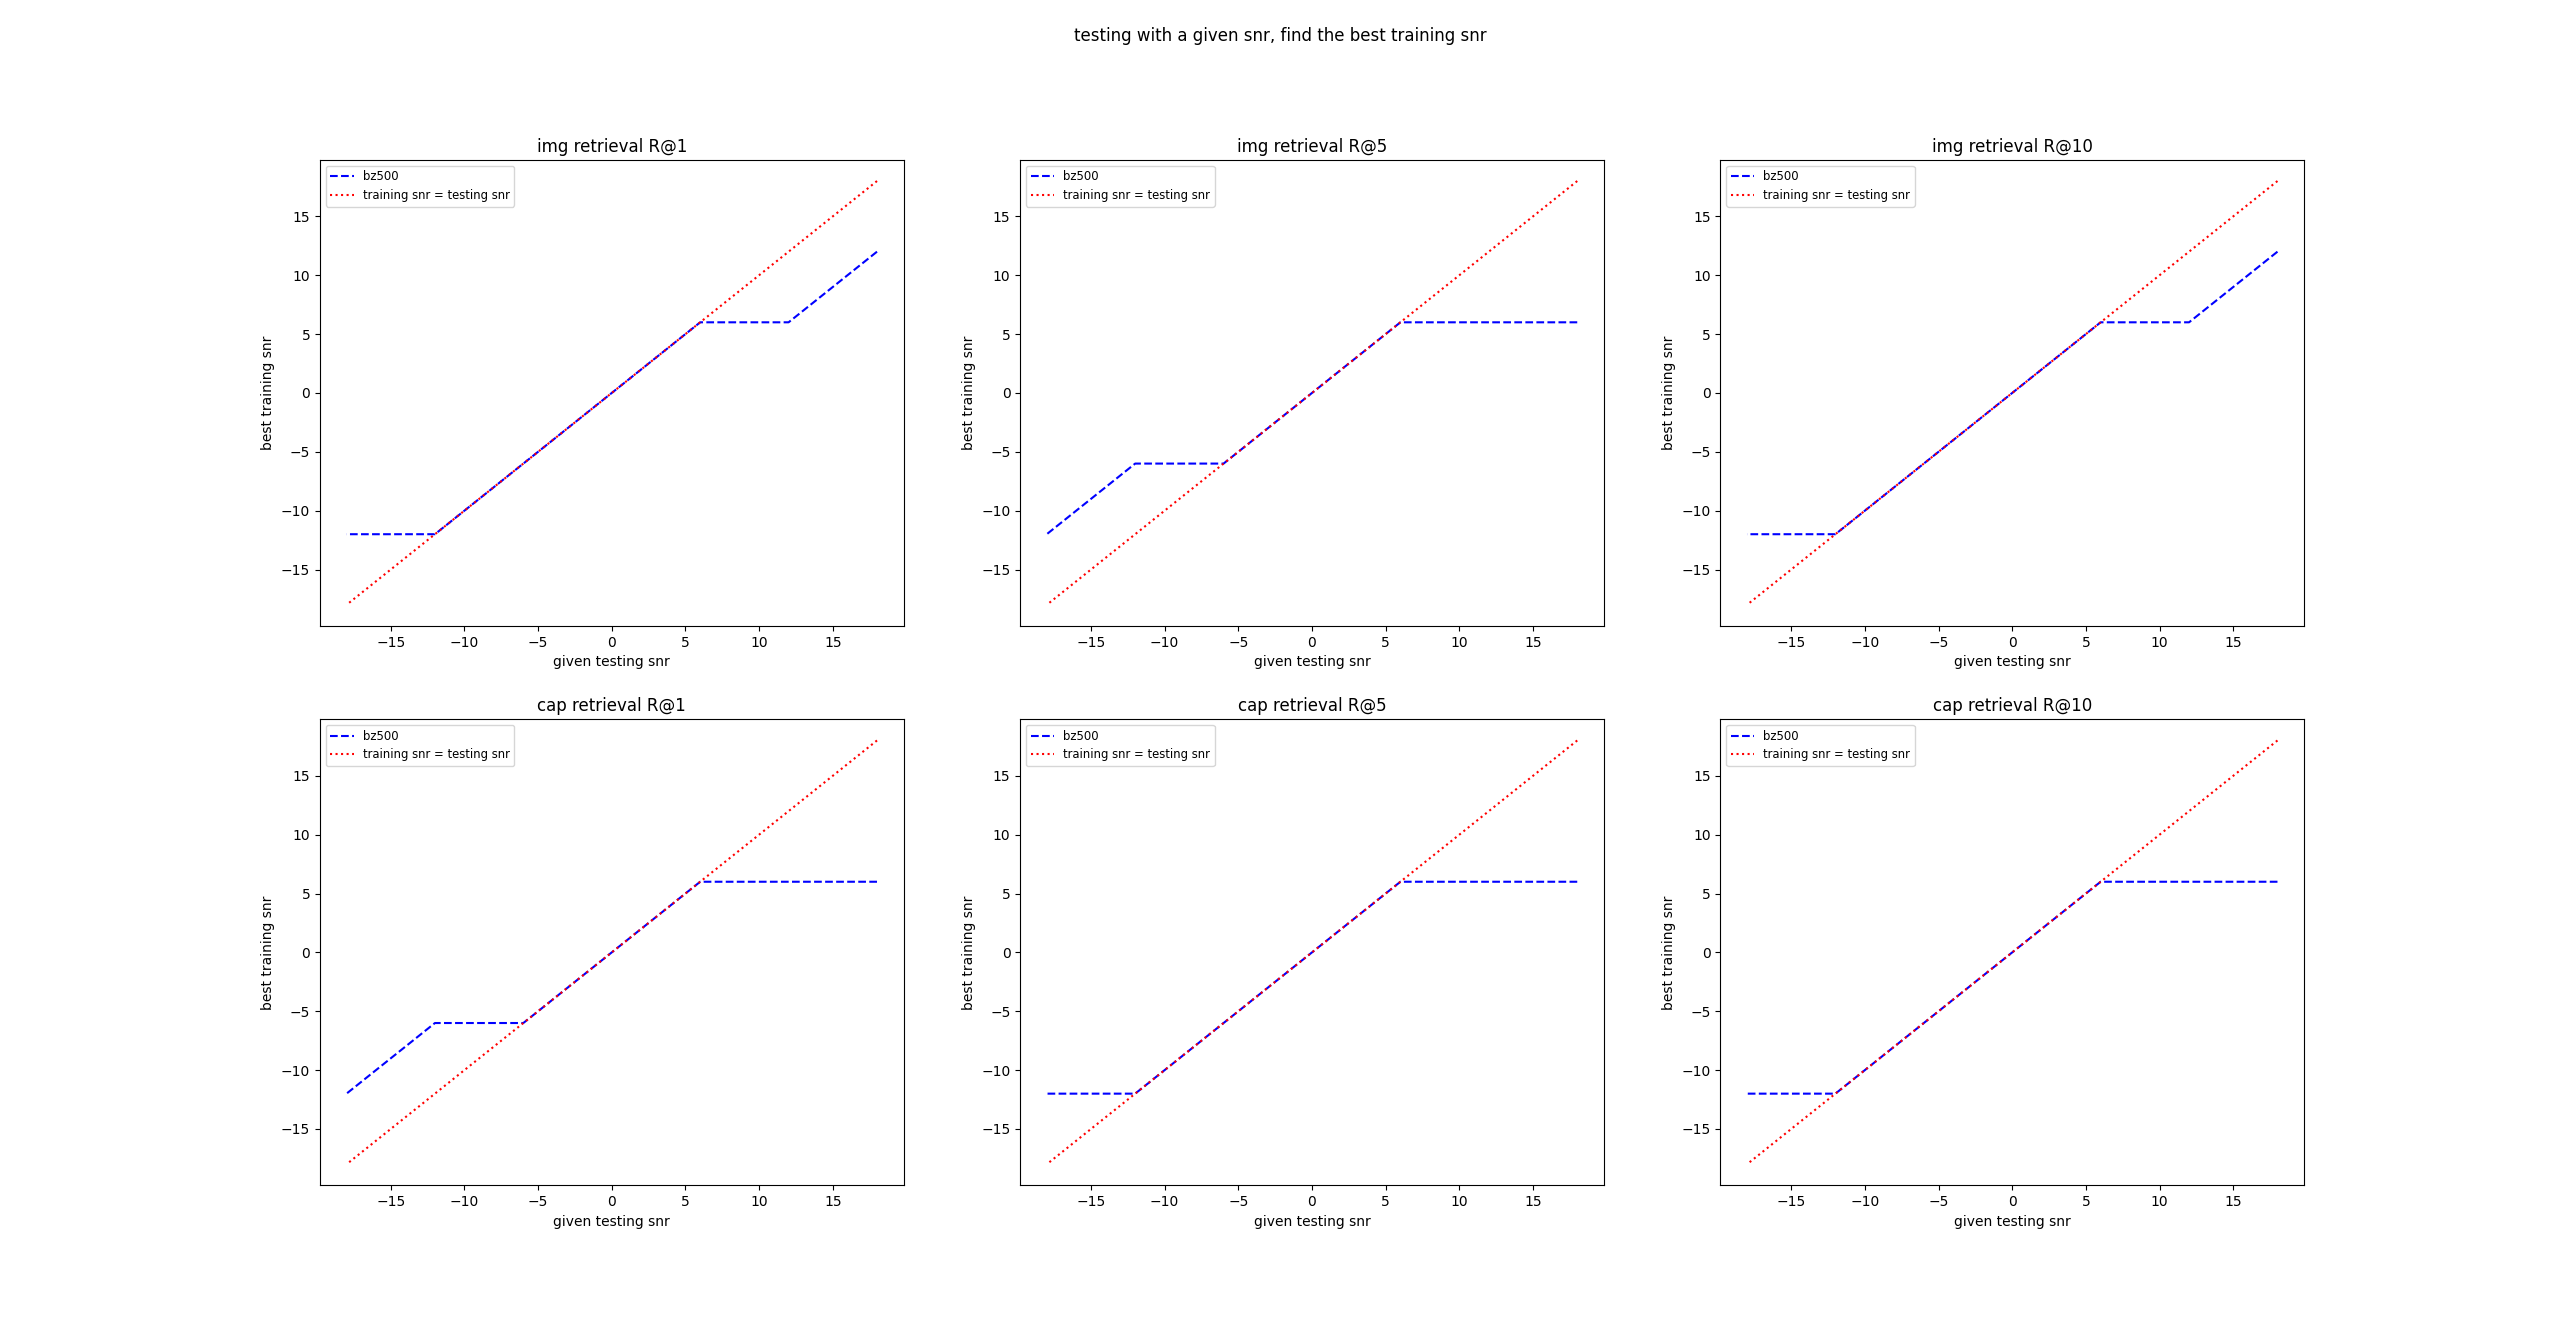 testing with a given snr, find the best training snr
img retrieval R@1
bz500
training snr = testing snr
15
10
5
0
−5
−10
−15
best training snr
−15 −10 −5 0 5 10 15
given testing snr
img retrieval R@5
bz500
training snr = testing snr
15
10
5
0
−5
−10
−15
best training snr
−15 −10 −5 0 5 10 15
given testing snr
img retrieval R@10
bz500
training snr = testing snr
15
10
5
0
−5
−10
−15
best training snr
−15 −10 −5 0 5 10 15
given testing snr
cap retrieval R@1
bz500
training snr = testing snr
15
10
5
0
−5
−10
−15
best training snr
−15 −10 −5 0 5 10 15
given testing snr
cap retrieval R@5
bz500
training snr = testing snr
15
10
5
0
−5
−10
−15
best training snr
−15 −10 −5 0 5 10 15
given testing snr
cap retrieval R@10
bz500
training snr = testing snr
15
10
5
0
−5
−10
−15
best training snr
−15 −10 −5 0 5 10 15
given testing snr